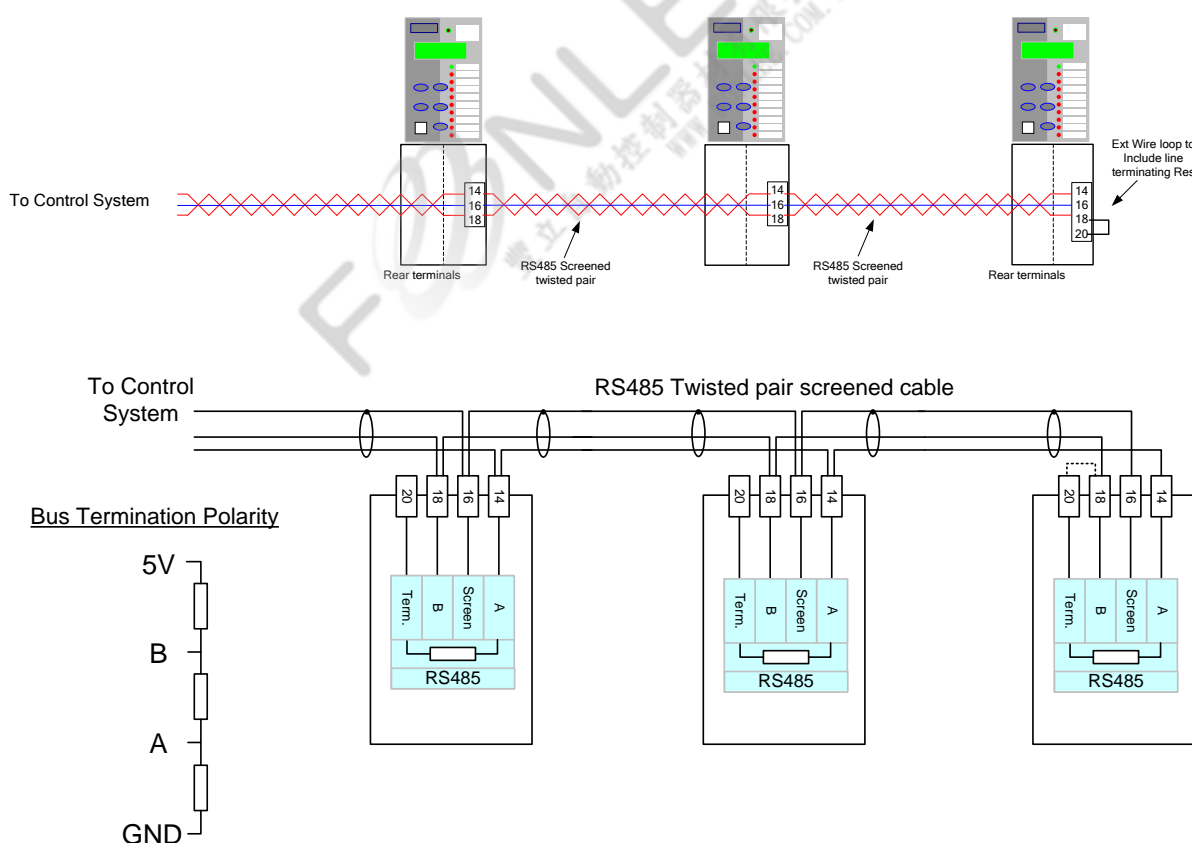 Ext Wire loop to
Include line
terminating Res
To Control System
14
16
18
14
16
18
14
16
18
20
Rear terminals
RS485 Screened
twisted pair
RS485 Screened
twisted pair
Rear terminals
To Control
System
RS485 Twisted pair screened cable
20
18
16
14
20
18
16
14
20
18
16
14
Bus Termination Polarity
5V
B
A
GND
Term.
B
Screen
A
RS485
Term.
B
Screen
A
RS485
Term.
B
Screen
A
RS485